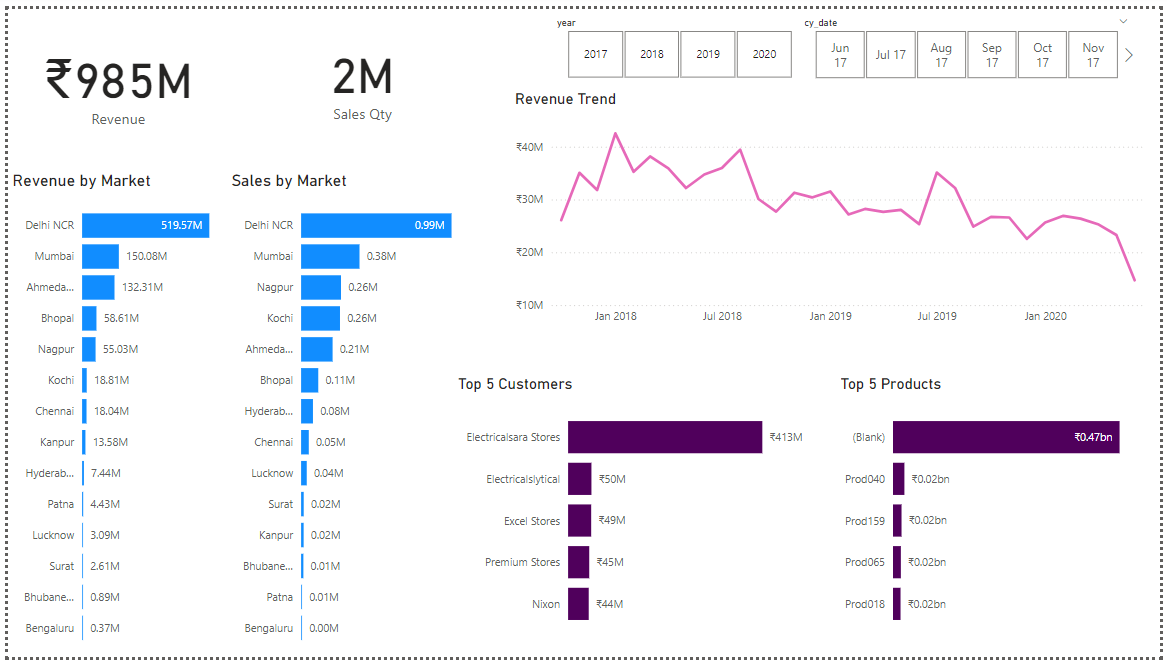 year
2017
2018
2019
2020
cy_date
Jun 17
Jul 17
Aug 17
Sep 17
Oct 17
Nov 17
₹985M
Revenue
2M
Sales Qty
Revenue Trend
₹40M
₹30M
₹20M
₹10M
Jan 2018
Jul 2018
Jan 2019
Jul 2019
Jan 2020
Revenue by Market
Delhi NCR 519.57M
Mumbai 150.08M
Ahmeda... 132.31M
Bhopal 58.61M
Nagpur 55.03M
Kochi 18.81M
Chennai 18.04M
Kanpur 13.58M
Hyderab... 7.44M
Patna 4.43M
Lucknow 3.09M
Surat 2.61M
Bhubane... 0.89M
Bengaluru 0.37M
Sales by Market
Delhi NCR 0.99M
Mumbai 0.38M
Nagpur 0.26M
Kochi 0.26M
Ahmeda... 0.21M
Bhopal 0.11M
Hyderab... 0.08M
Chennai 0.05M
Lucknow 0.04M
Surat 0.02M
Kanpur 0.02M
Bhubane... 0.01M
Patna 0.01M
Bengaluru 0.00M
Top 5 Customers
Electricalsara Stores ₹413M
Electricalslytical ₹50M
Excel Stores ₹49M
Premium Stores ₹45M
Nixon ₹44M
Top 5 Products
(Blank) ₹0.47bn
Prod040 ₹0.02bn
Prod159 ₹0.02bn
Prod065 ₹0.02bn
Prod018 ₹0.02bn